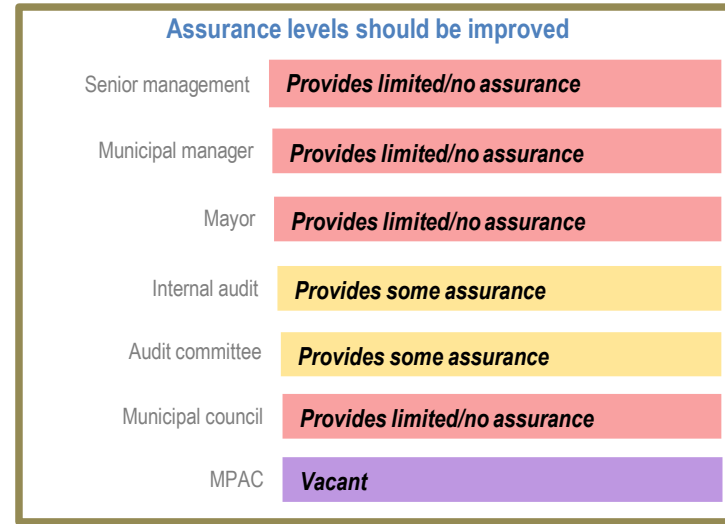 Assurance levels should be improved
Senior management Provides limited/no assurance
Municipal manager Provides limited/no assurance
Mayor Provides limited/no assurance
Internal audit Provides some assurance
Audit committee Provides some assurance
Municipal council Provides limited/no assurance
MPAC Vacant